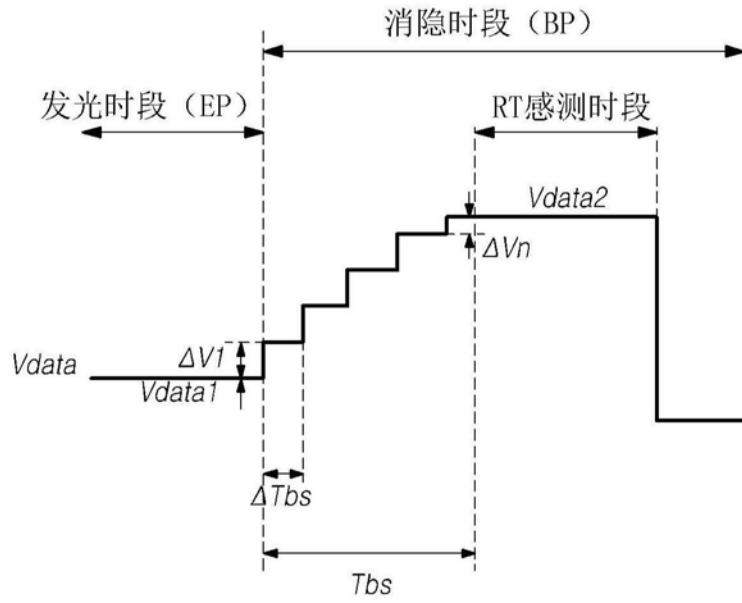 消隐时段（BP）
发光时段（EP）
RT感测时段
Vdata2
ΔVn
ΔV1
Vdata
Vdata1
ΔTbs
Tbs